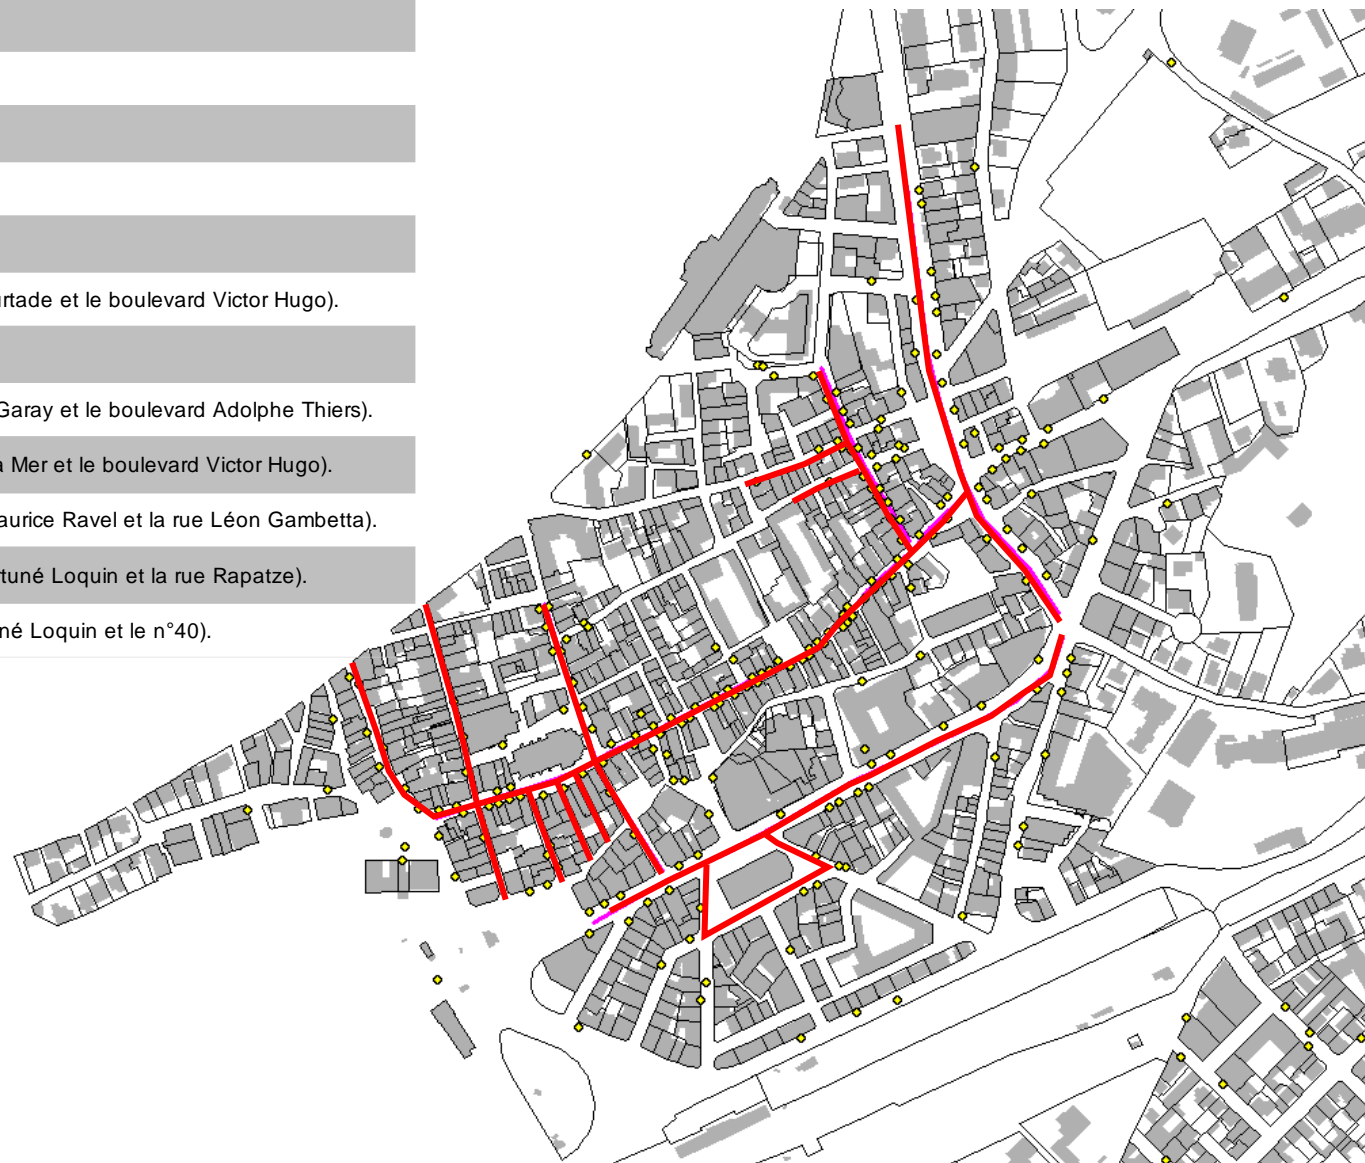 rtade et le boulevard Victor Hugo).
Garay et le boulevard Adolphe Thiers).
a Mer et le boulevard Victor Hugo).
aurice Ravel et la rue Léon Gambetta).
tuné Loquin et la rue Rapatze).
né Loquin et le n°40).